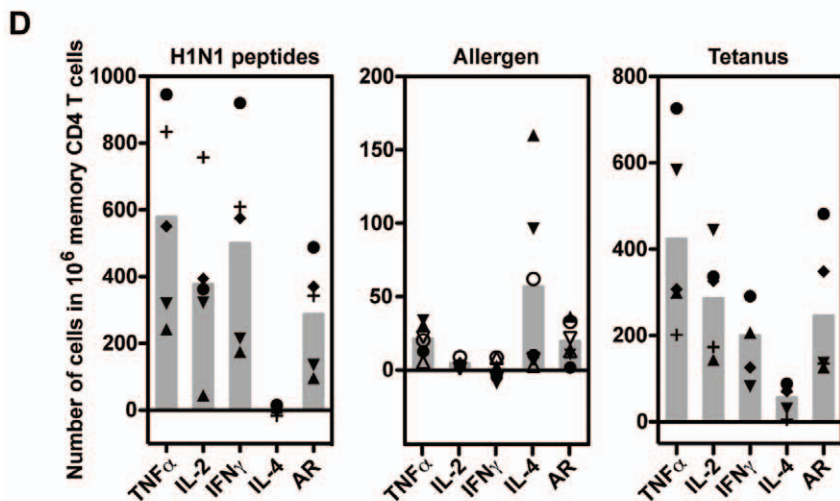 D
H1N1 peptides
Allergen
Tetanus
Number of cells in 10⁶ memory CD4 T cells
1000
800
600
400
200
0
TNFα
IL-2
IFNγ
IL-4
AR
200
150
100
50
0
TNFα
IL-2
IFNγ
IL-4
AR
800
600
400
200
0
TNFα
IL-2
IFNγ
IL-4
AR